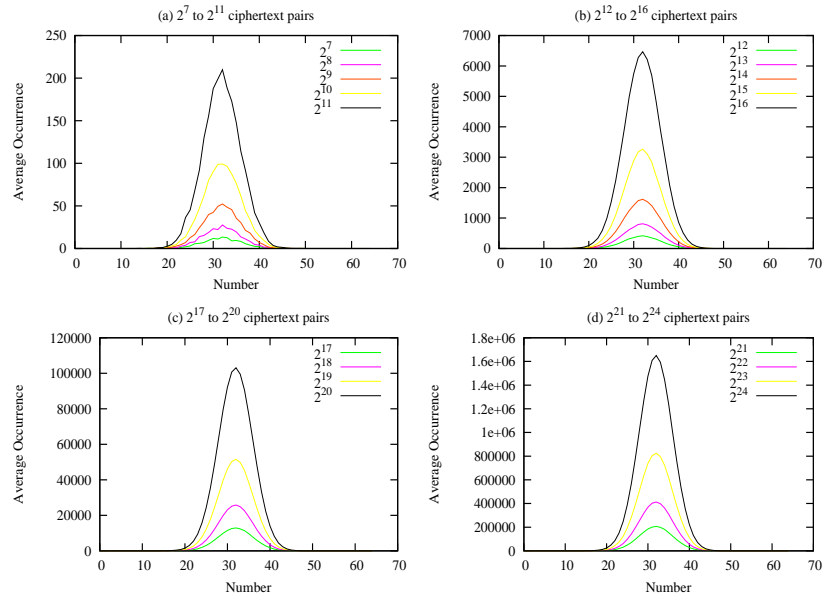 (a) 2^7 to 2^11 ciphertext pairs
250
200
150
100
50
0
0 10 20 30 40 50 60 70
Average Occurrence
Number
2^7
2^8
2^9
2^10
2^11
(b) 2^12 to 2^16 ciphertext pairs
7000
6000
5000
4000
3000
2000
1000
0
0 10 20 30 40 50 60 70
Average Occurrence
Number
2^12
2^13
2^14
2^15
2^16
(c) 2^17 to 2^20 ciphertext pairs
120000
100000
80000
60000
40000
20000
0
0 10 20 30 40 50 60 70
Average Occurrence
Number
2^17
2^18
2^19
2^20
(d) 2^21 to 2^24 ciphertext pairs
1.8e+06
1.6e+06
1.4e+06
1.2e+06
1e+06
800000
600000
400000
200000
0
0 10 20 30 40 50 60 70
Average Occurrence
Number
2^21
2^22
2^23
2^24